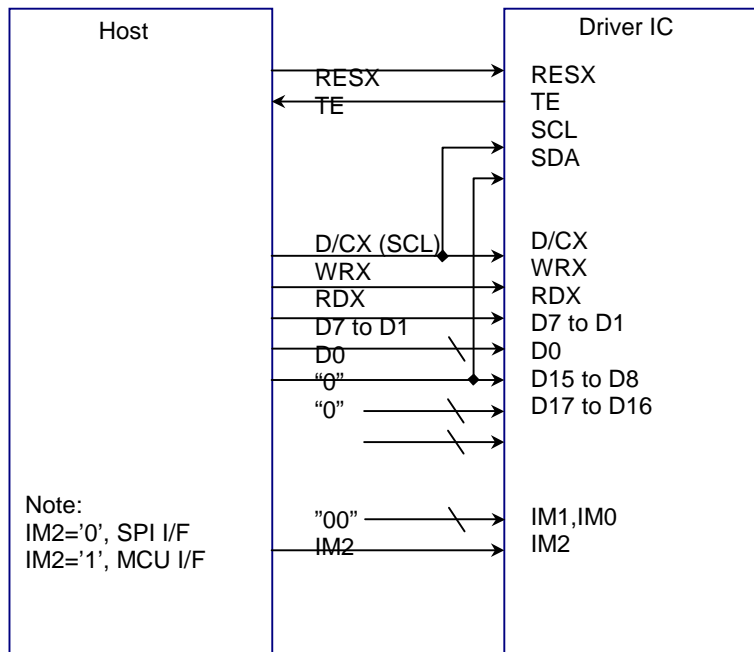 Host
Driver IC
RESX
TE
D/CX (SCL)
WRX
RDX
D7 to D1
D0
“0”
“0”
”00”
IM2
RESX
TE
SCL
SDA
D/CX
WRX
RDX
D7 to D1
D0
D15 to D8
D17 to D16
IM1,IM0
IM2
Note:
IM2=’0’, SPI I/F
IM2=’1’, MCU I/F